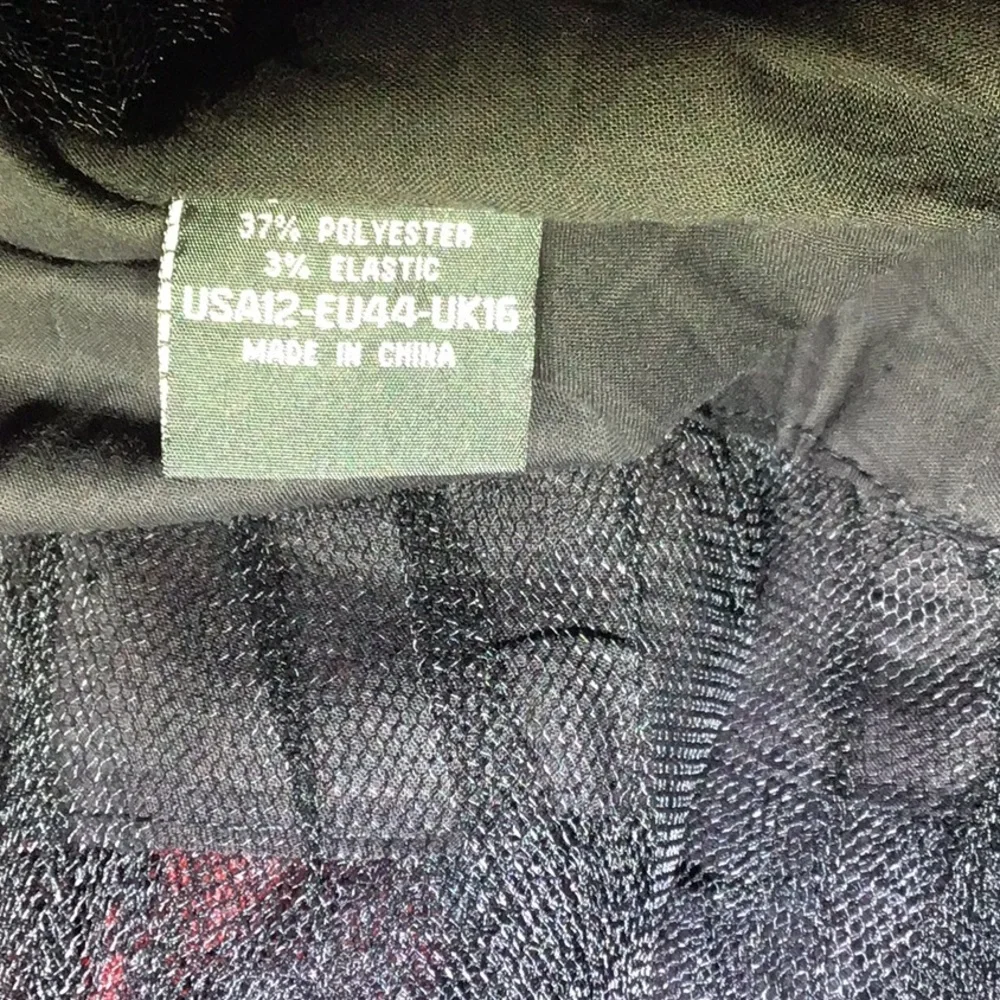 37% POLYESTER
3% ELASTIC
USA12-EU44-UK16
MADE IN CHINA